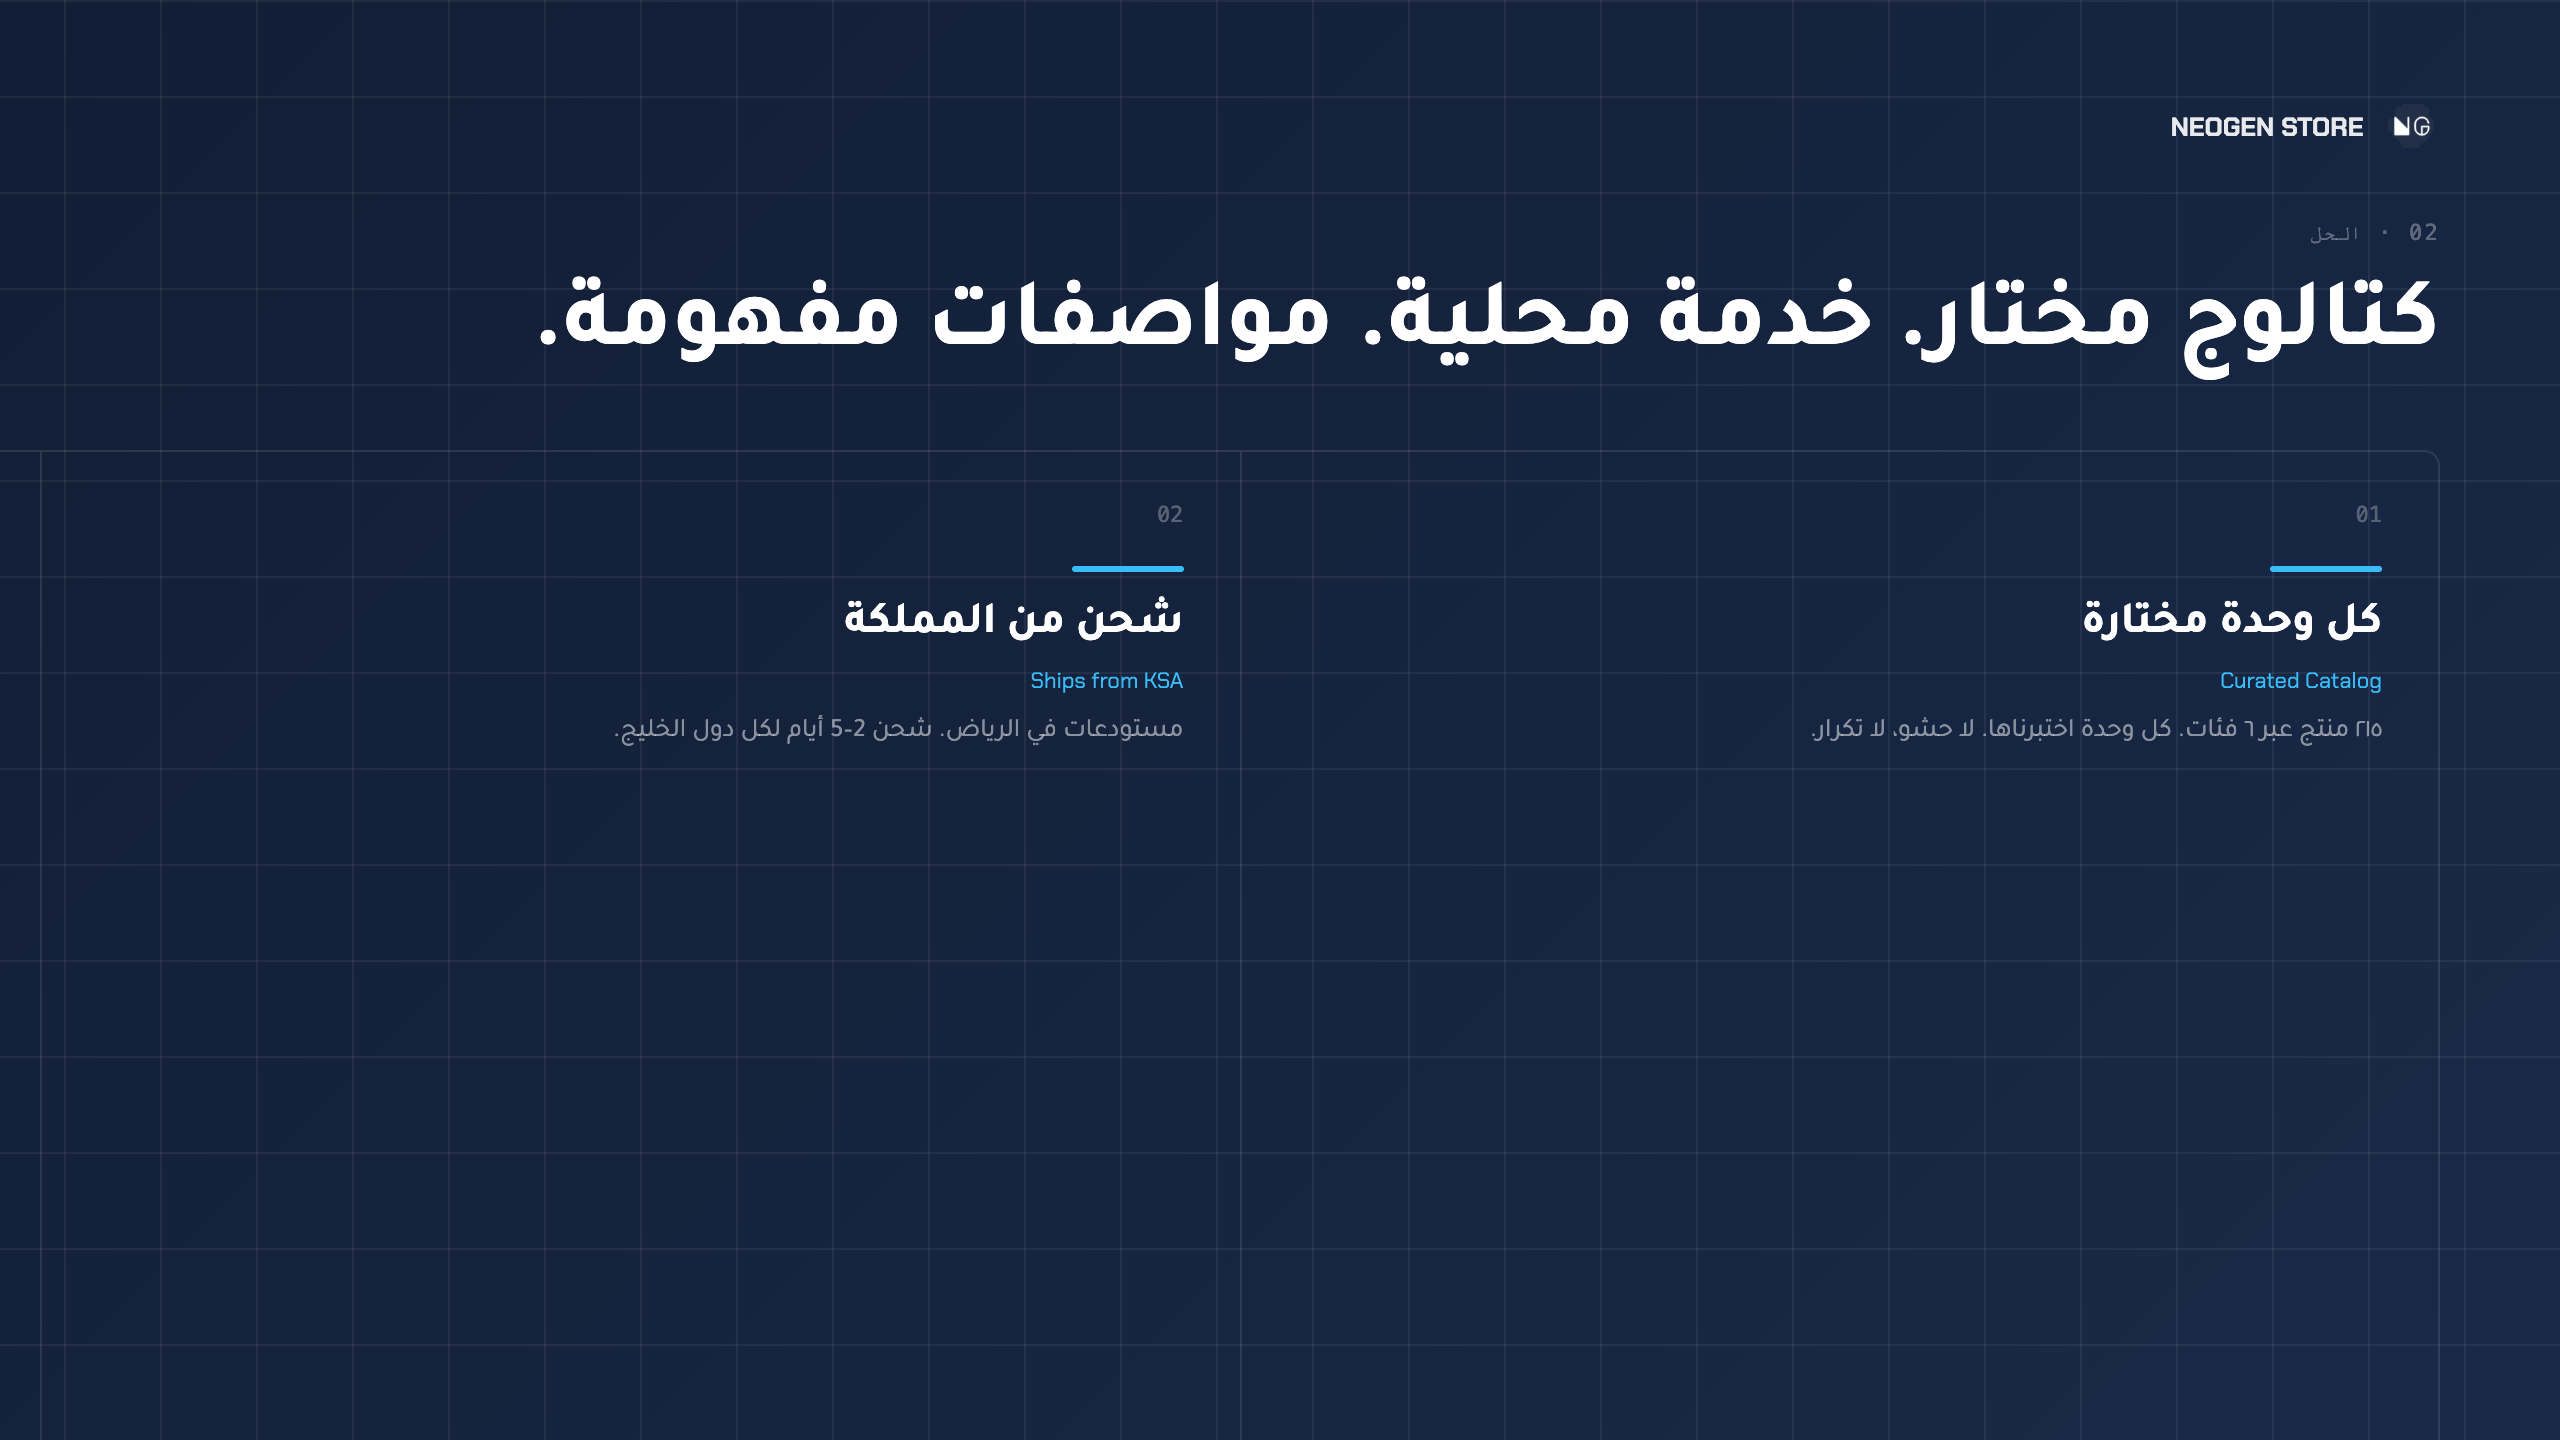 NG NEOGEN STORE
02 · الحل
كتالوج مختار. خدمة محلية. مواصفات مفهومة.
01
كل وحدة مختارة
Curated Catalog
٢١٥ منتج عبر ٦ فئات. كل وحدة اختبرناها. لا حشو، لا تكرار.
02
شحن من المملكة
Ships from KSA
مستودعات في الرياض. شحن 2-5 أيام لكل دول الخليج.